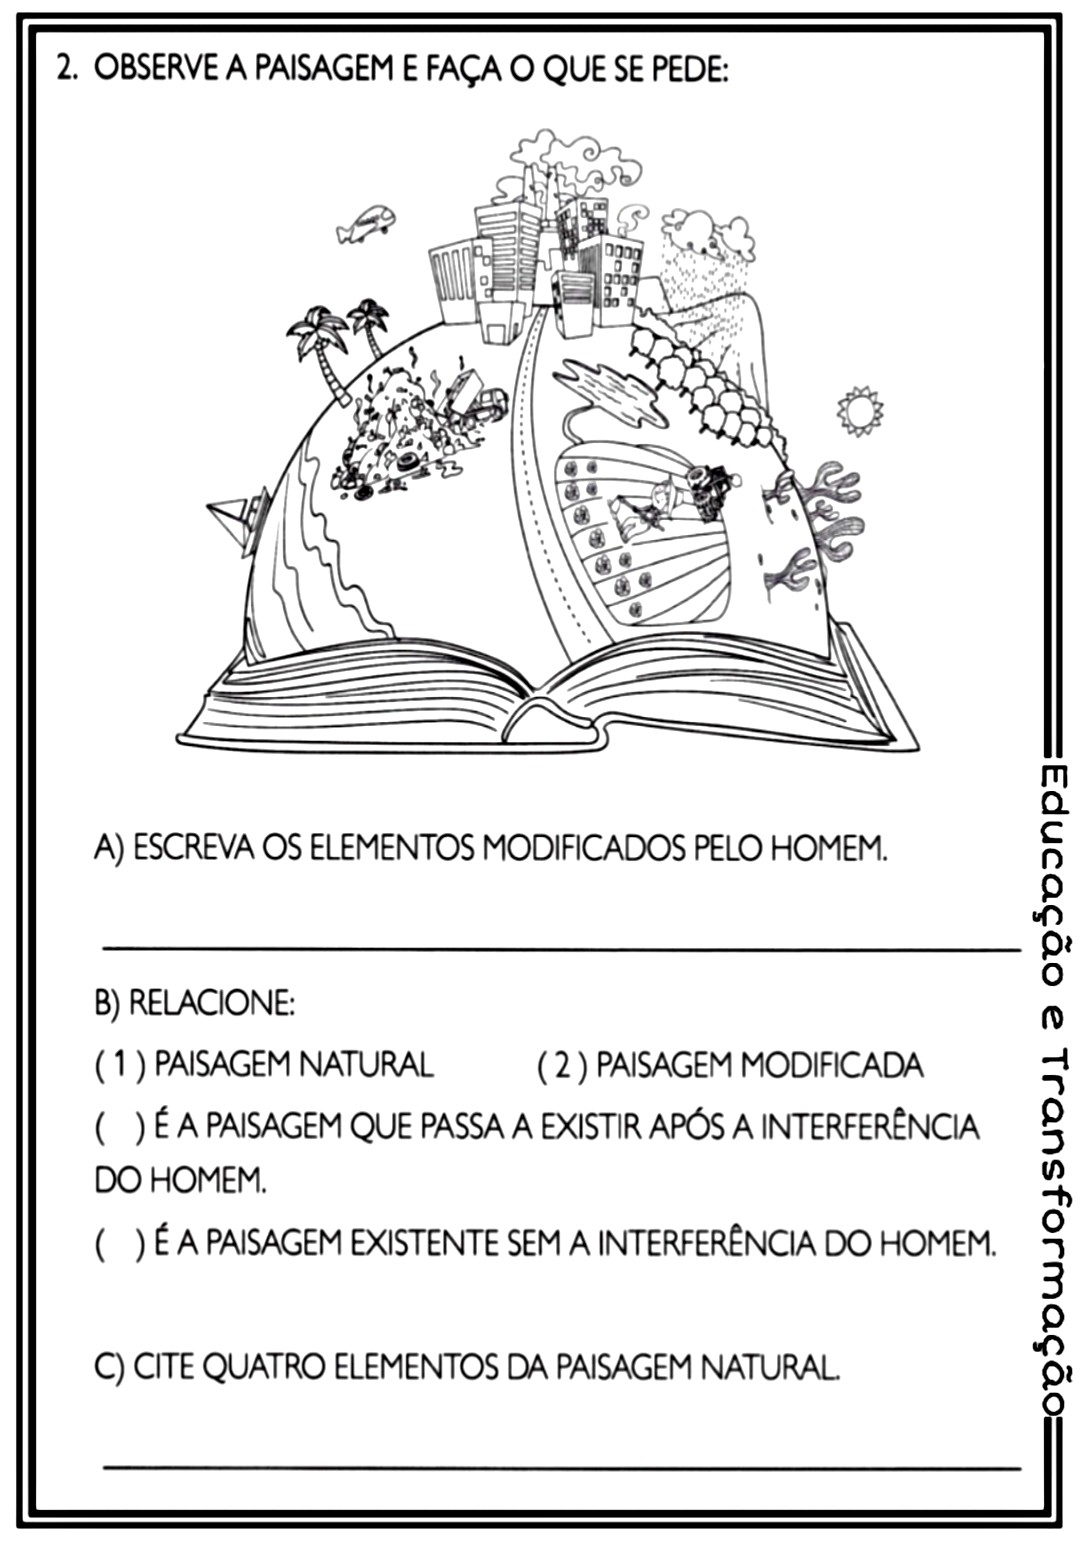 2. OBSERVE A PAISAGEM E FAÇA O QUE SE PEDE:
A) ESCREVA OS ELEMENTOS MODIFICADOS PELO HOMEM.
B) RELACIONE:
( 1 ) PAISAGEM NATURAL ( 2 ) PAISAGEM MODIFICADA
( ) É A PAISAGEM QUE PASSA A EXISTIR APÓS A INTERFERÊNCIA
DO HOMEM.
( ) É A PAISAGEM EXISTENTE SEM A INTERFERÊNCIA DO HOMEM.
C) CITE QUATRO ELEMENTOS DA PAISAGEM NATURAL.
Educação e Transformação